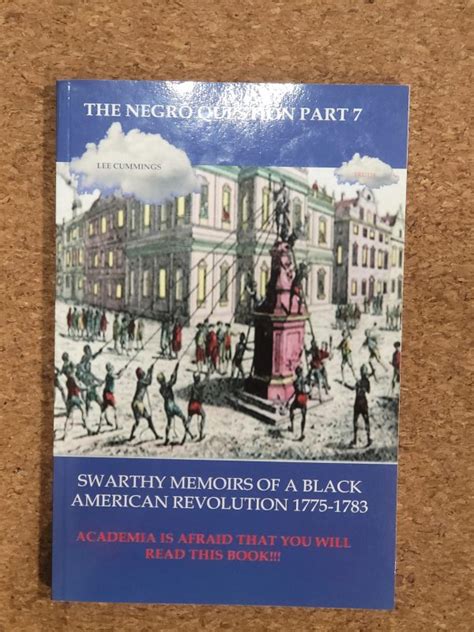 THE NEGRO QUESTION PART 7
LEE CUMMINGS
SWARTHY MEMOIRS OF A BLACK
AMERICAN REVOLUTION 1775-1783
ACADEMIA IS AFRAID THAT YOU WILL
READ THIS BOOK!!!